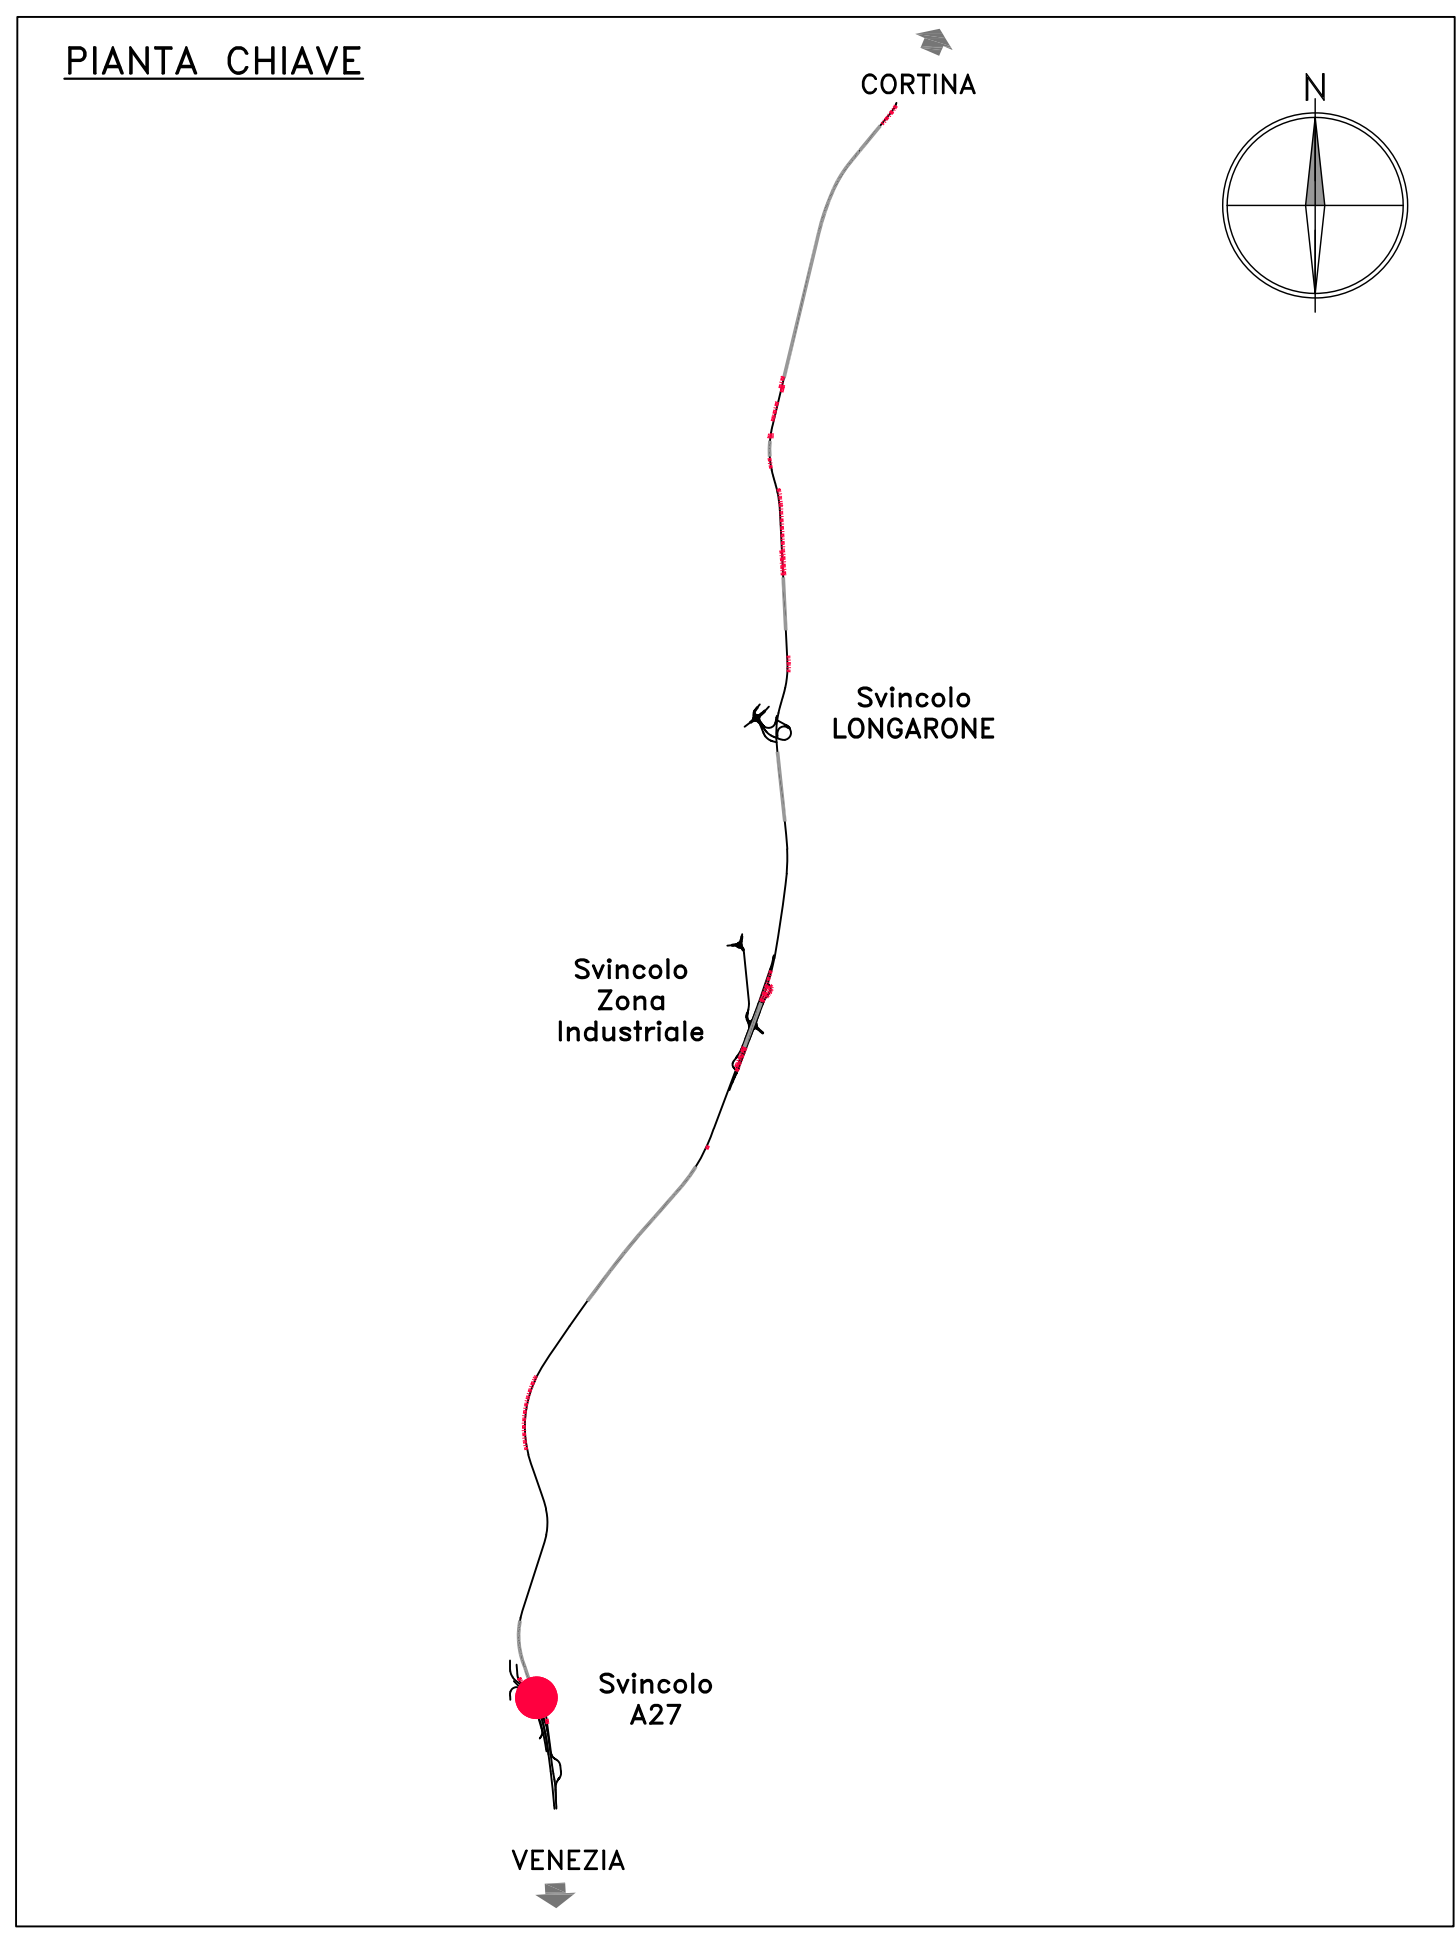 PIANTA CHIAVE
CORTINA
N
Svincolo
LONGARONE
Svincolo
Zona
Industriale
Svincolo
A27
VENEZIA